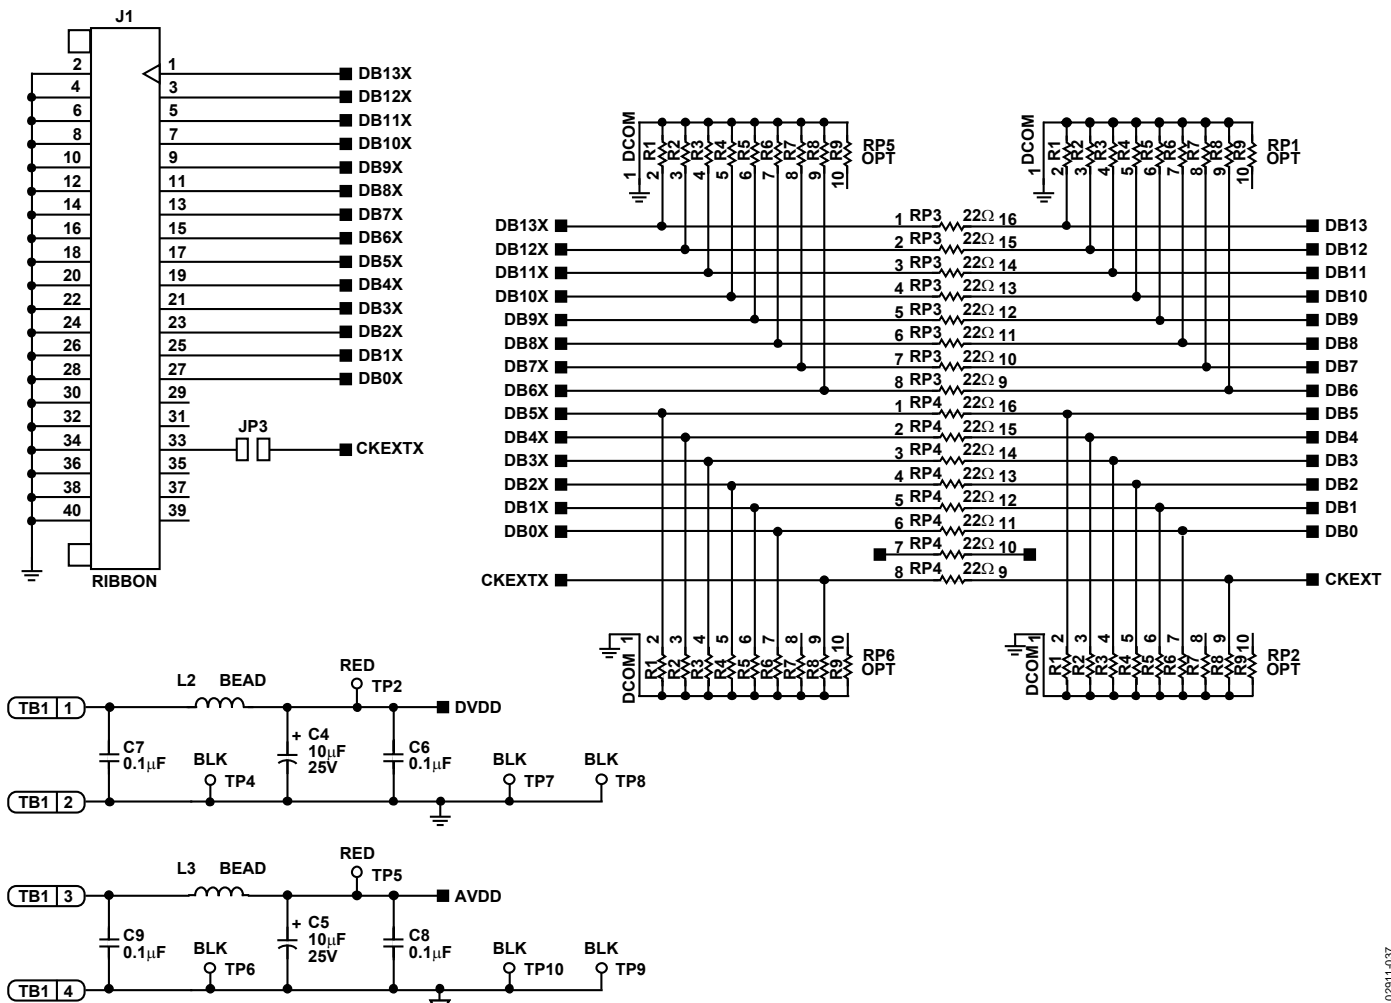 J1
2 1 DB13X
4 3 DB12X
6 5 DB11X
8 7 DB10X
10 9 DB9X
12 11 DB8X
14 13 DB7X
16 15 DB6X
18 17 DB5X
20 19 DB4X
22 21 DB3X
24 23 DB2X
26 25 DB1X
28 27 DB0X
30 29
32 31
34 33 JP3 CKEXTX
36 35
38 37
40 39
RIBBON
DCOM R1 R2 R3 R4 R5 R6 R7 R8 R9 RP5
OPT
1 2 3 4 5 6 7 8 9 10
DCOM R1 R2 R3 R4 R5 R6 R7 R8 R9 RP1
OPT
1 2 3 4 5 6 7 8 9 10
DB13X 1 RP3 22Ω 16 DB13
DB12X 2 RP3 22Ω 15 DB12
DB11X 3 RP3 22Ω 14 DB11
DB10X 4 RP3 22Ω 13 DB10
DB9X 5 RP3 22Ω 12 DB9
DB8X 6 RP3 22Ω 11 DB8
DB7X 7 RP3 22Ω 10 DB7
DB6X 8 RP3 22Ω 9 DB6
DB5X 1 RP4 22Ω 16 DB5
DB4X 2 RP4 22Ω 15 DB4
DB3X 3 RP4 22Ω 14 DB3
DB2X 4 RP4 22Ω 13 DB2
DB1X 5 RP4 22Ω 12 DB1
DB0X 6 RP4 22Ω 11 DB0
7 RP4 22Ω 10
CKEXTX 8 RP4 22Ω 9 CKEXT
1 2 3 4 5 6 7 8 9 10
DCOM R1 R2 R3 R4 R5 R6 R7 R8 R9 RP6
OPT
1 2 3 4 5 6 7 8 9 10
DCOM R1 R2 R3 R4 R5 R6 R7 R8 R9 RP2
OPT
RED
L2 BEAD TP2
TB1 1 DVDD
C7
0.1µF
BLK
TP4
+ C4
10µF
25V
C6
0.1µF
BLK
TP7
BLK
TP8
TB1 2
RED
L3 BEAD TP5
TB1 3 AVDD
C9
0.1µF
BLK
TP6
+ C5
10µF
25V
C8
0.1µF
BLK
TP10
BLK
TP9
TB1 4
02911-037